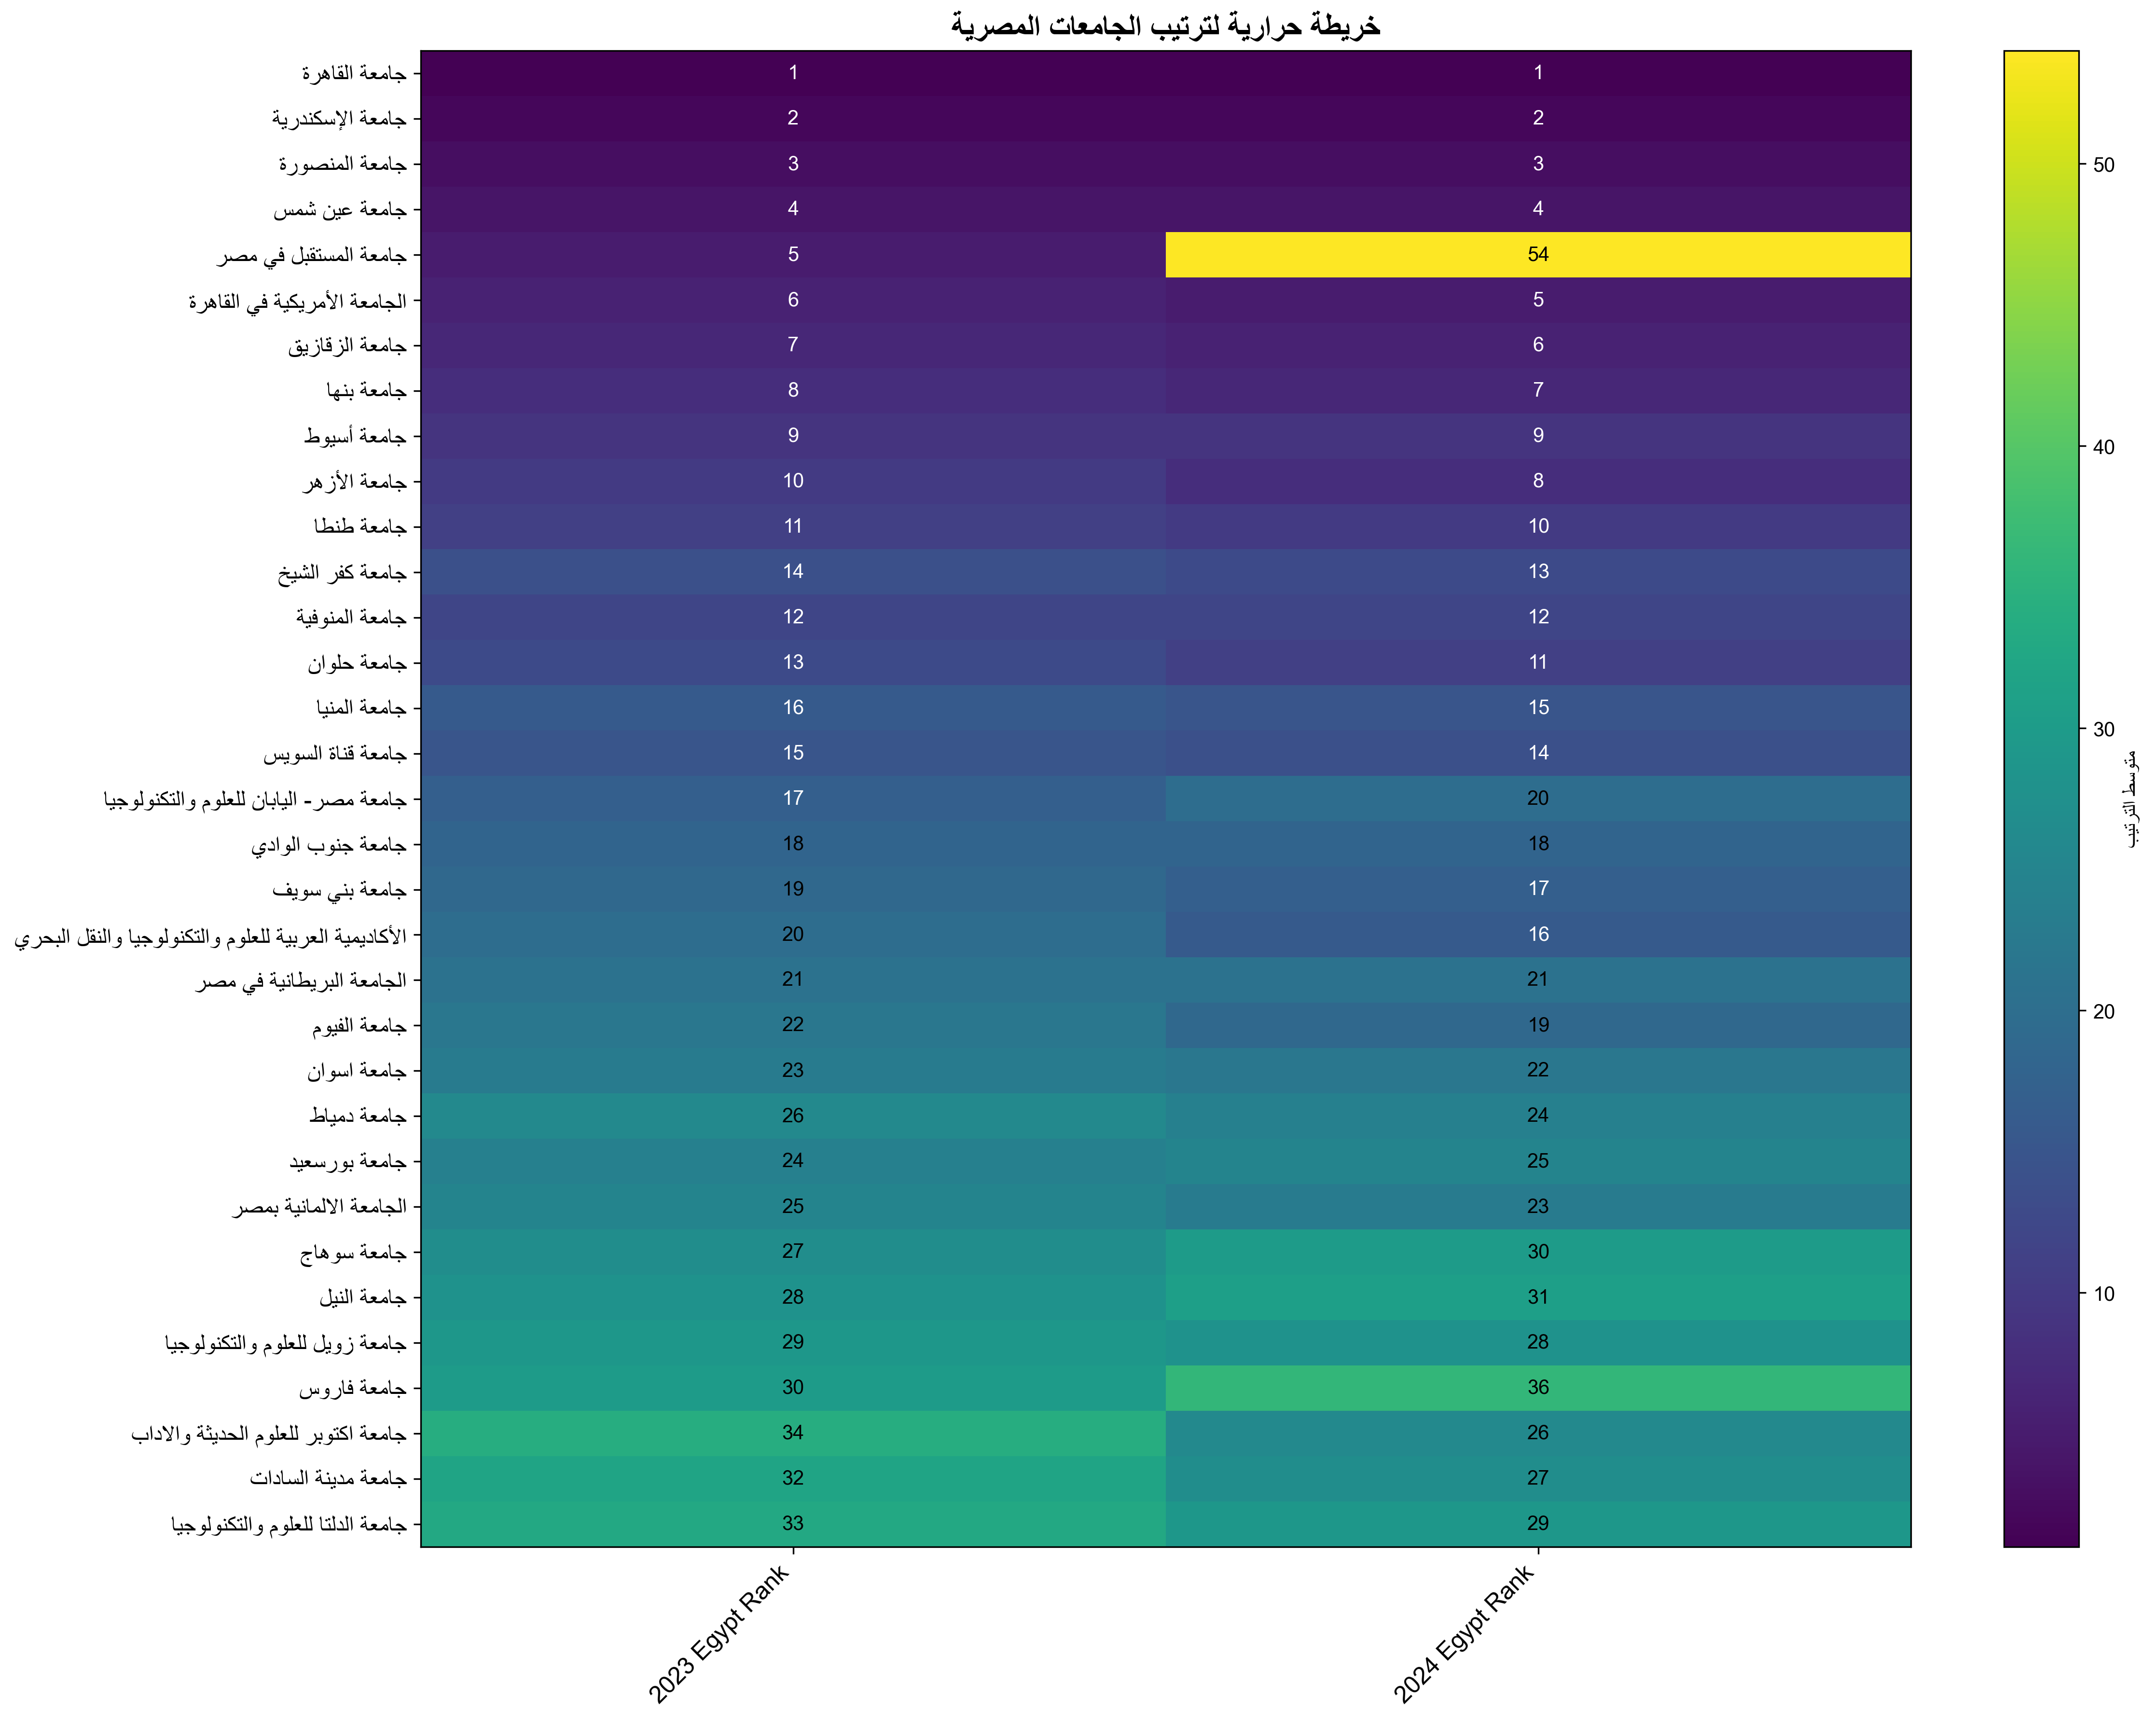 خريطة حرارية لترتيب الجامعات المصرية
جامعة القاهرة 1 1
جامعة الإسكندرية 2 2
جامعة المنصورة 3 3
جامعة عين شمس 4 4
جامعة المستقبل في مصر 5 54
الجامعة الأمريكية في القاهرة 6 5
جامعة الزقازيق 7 6
جامعة بنها 8 7
جامعة أسيوط 9 9
جامعة الأزهر 10 8
جامعة طنطا 11 10
جامعة كفر الشيخ 14 13
جامعة المنوفية 12 12
جامعة حلوان 13 11
جامعة المنيا 16 15
جامعة قناة السويس 15 14
جامعة مصر- اليابان للعلوم والتكنولوجيا 17 20
جامعة جنوب الوادي 18 18
جامعة بني سويف 19 17
الأكاديمية العربية للعلوم والتكنولوجيا والنقل البحري 20 16
الجامعة البريطانية في مصر 21 21
جامعة الفيوم 22 19
جامعة اسوان 23 22
جامعة دمياط 26 24
جامعة بورسعيد 24 25
الجامعة الالمانية بمصر 25 23
جامعة سوهاج 27 30
جامعة النيل 28 31
جامعة زويل للعلوم والتكنولوجيا 29 28
جامعة فاروس 30 36
جامعة اكتوبر للعلوم الحديثة والاداب 34 26
جامعة مدينة السادات 32 27
جامعة الدلتا للعلوم والتكنولوجيا 33 29
2023 Egypt Rank
2024 Egypt Rank
50
40
30
20
10
متوسط الترتيب